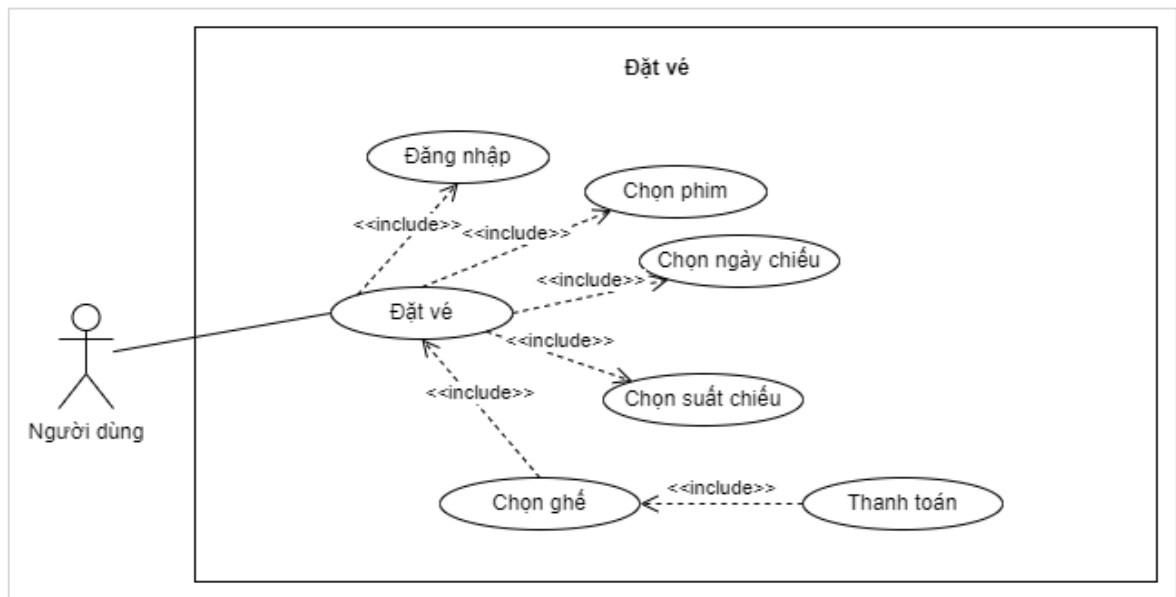 Đặt vé
Đăng nhập
Chọn phim
<<include>>
<<include>>
Chọn ngày chiếu
<<include>>
Đặt vé
<<include>>
<<include>>
Chọn suất chiếu
Người dùng
<<include>>
Chọn ghế
Thanh toán